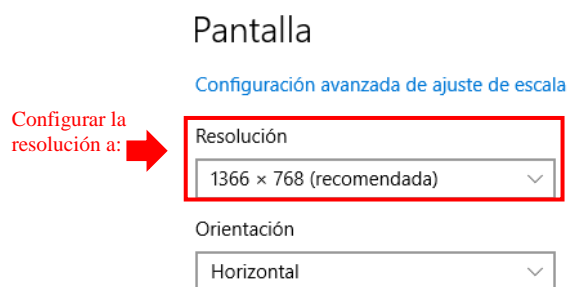 Pantalla
Configuración avanzada de ajuste de escala
Configurar la
resolución a:
Resolución
1366 × 768 (recomendada)
Orientación
Horizontal